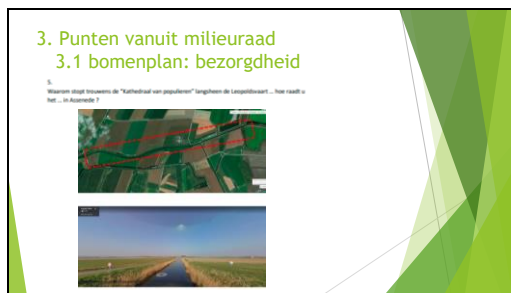 3. Punten vanuit milieuraad
3.1 bomenplan: bezorgdheid
5.
Waarom stopt trouwens de "Kathedraal van populieren" langsheen de Leopoldsvaart ... hoe raadt u
het ... in Assenede ?